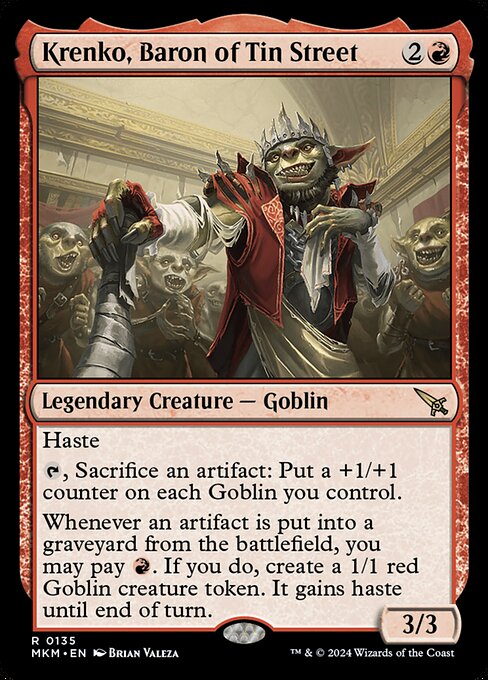 Krenko, Baron of Tin Street 2
Legendary Creature — Goblin
Haste
, Sacrifice an artifact: Put a +1/+1
counter on each Goblin you control.
Whenever an artifact is put into a
graveyard from the battlefield, you
may pay . If you do, create a 1/1 red
Goblin creature token. It gains haste
until end of turn.
3/3
R 0135
MKM • EN Brian Valeza
™ & © 2024 Wizards of the Coast